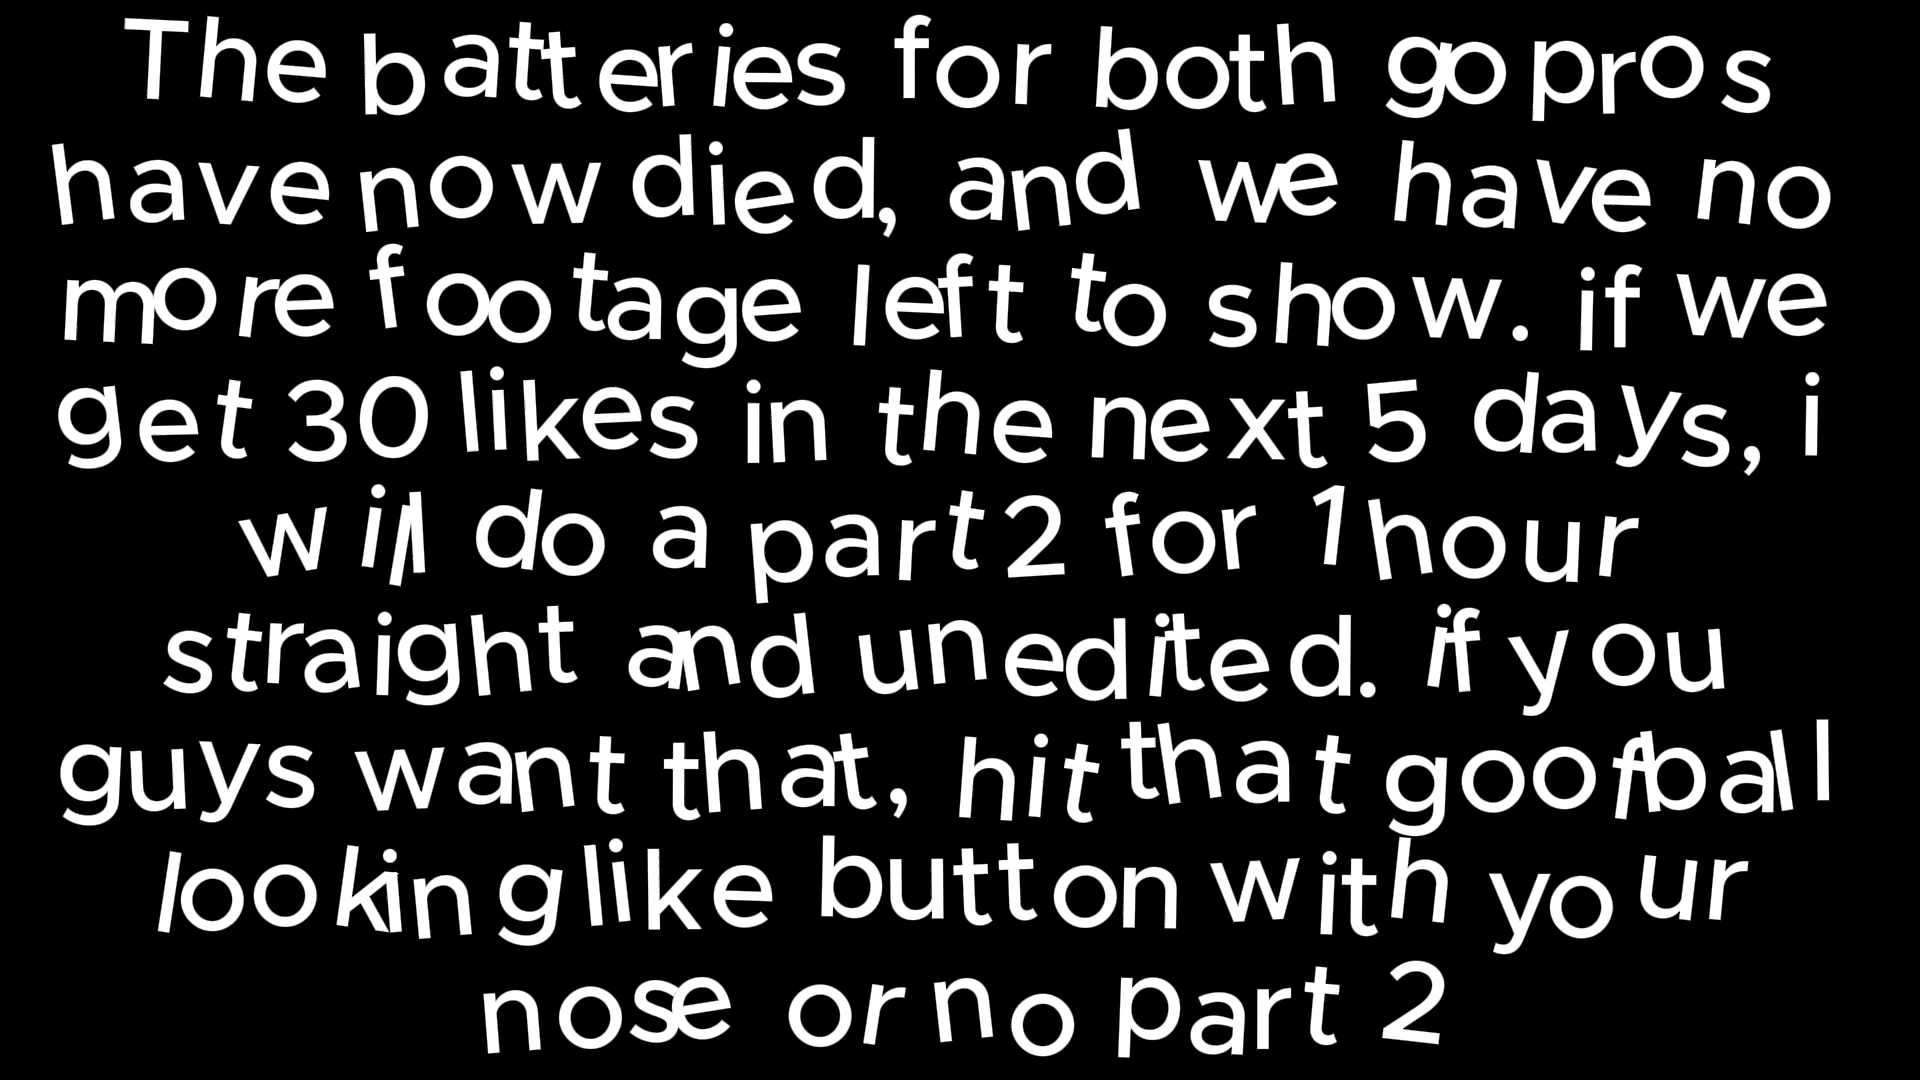 The batteries for both gopros
have now died, and we have no
more footage left to show. if we
get 30 likes in the next 5 days, i
will do a part 2 for 1 hour
straight and unedited. if you
guys want that, hit that goofball
looking like button with your
nose or no part 2